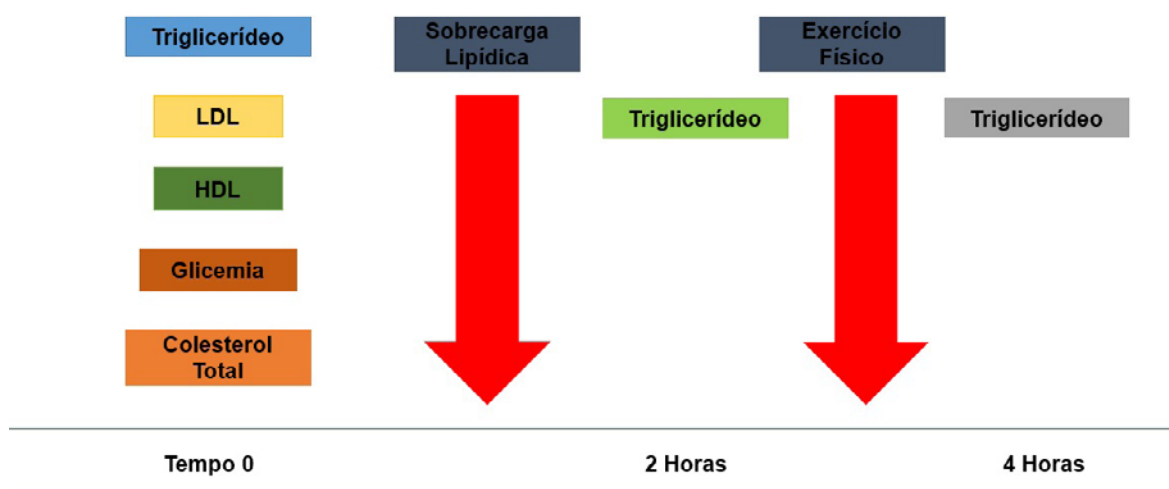 Triglicerídeo
LDL
HDL
Glicemia
Colesterol
Total
Sobrecarga
Lipídica
Triglicerídeo
Exercício
Físico
Triglicerídeo
Tempo 0
2 Horas
4 Horas